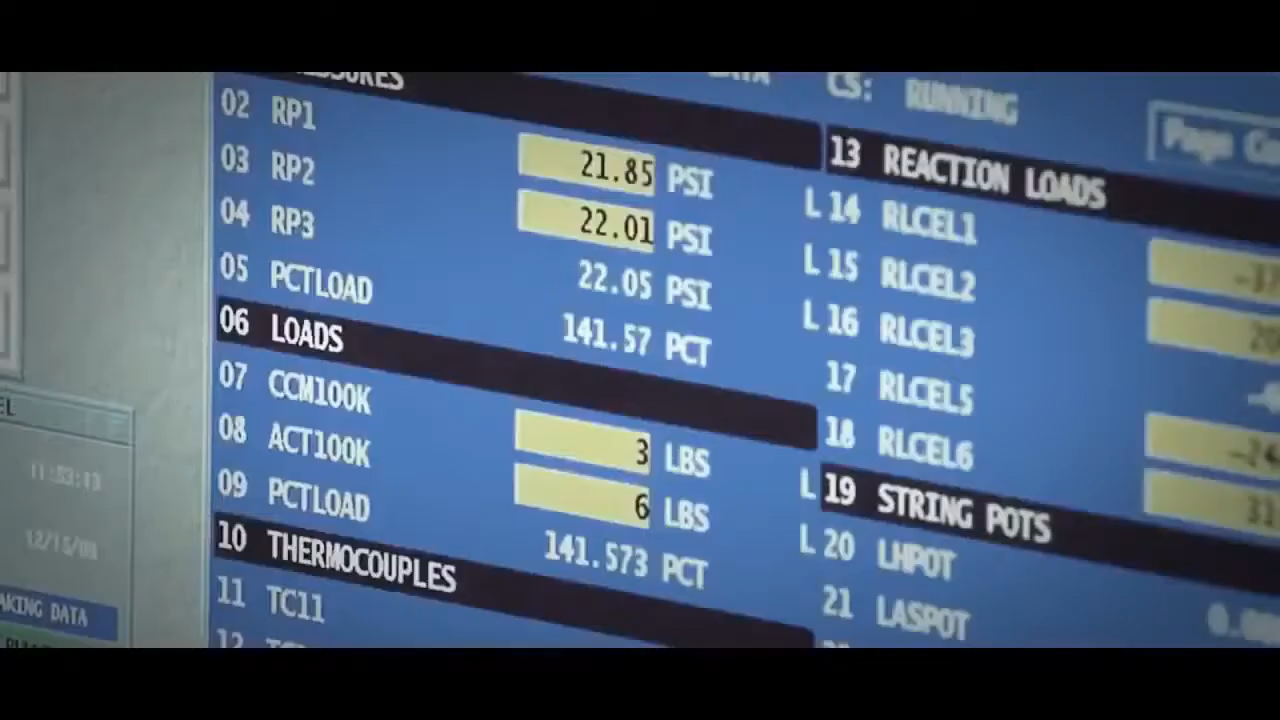 CS: RUNNING
02 RP1 21.85 PSI
03 RP2 22.01 PSI
04 RP3 22.05 PSI
05 PCTLOAD 141.57 PCT
06 LOADS
07 CCM100K 3 LBS
08 ACT100K 6 LBS
09 PCTLOAD 141.573 PCT
10 THERMOCOUPLES
11 TC11
12
13 REACTION LOADS
L 14 RLCEL1
L 15 RLCEL2
L 16 RLCEL3
17 RLCEL5
18 RLCEL6
L 19 STRING POTS
L 20 LHPOT
21 LASPOT
Page
DATA